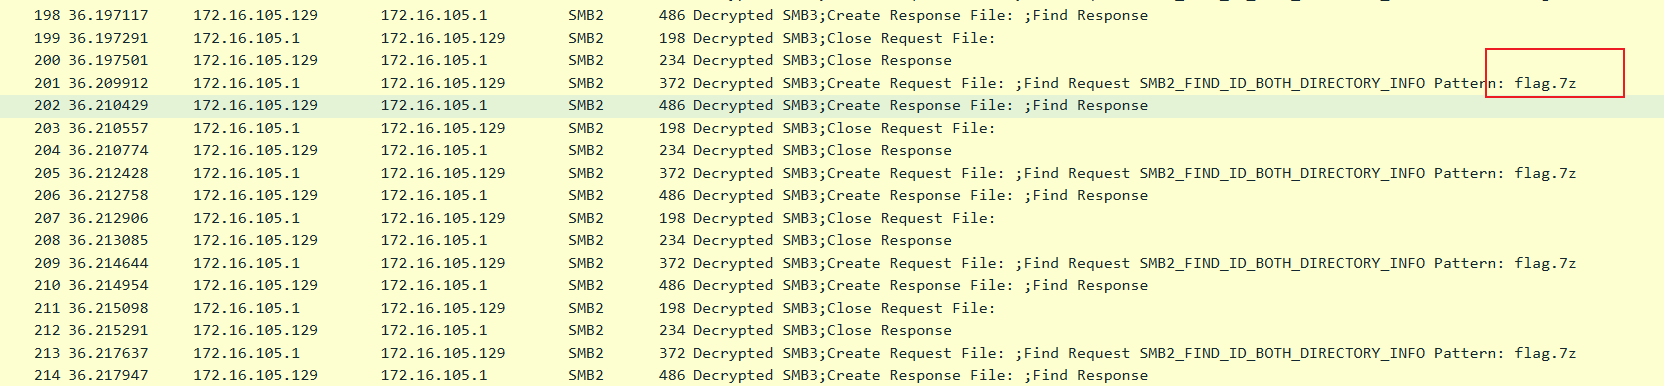 198 36.197117 172.16.105.129 172.16.105.1 SMB2 486 Decrypted SMB3;Create Response File: ;Find Response
199 36.197291 172.16.105.1 172.16.105.129 SMB2 198 Decrypted SMB3;Close Request File:
200 36.197501 172.16.105.129 172.16.105.1 SMB2 234 Decrypted SMB3;Close Response
201 36.209912 172.16.105.1 172.16.105.129 SMB2 372 Decrypted SMB3;Create Request File: ;Find Request SMB2_FIND_ID_BOTH_DIRECTORY_INFO Pattern: flag.7z
202 36.210429 172.16.105.129 172.16.105.1 SMB2 486 Decrypted SMB3;Create Response File: ;Find Response
203 36.210557 172.16.105.1 172.16.105.129 SMB2 198 Decrypted SMB3;Close Request File:
204 36.210774 172.16.105.129 172.16.105.1 SMB2 234 Decrypted SMB3;Close Response
205 36.212428 172.16.105.1 172.16.105.129 SMB2 372 Decrypted SMB3;Create Request File: ;Find Request SMB2_FIND_ID_BOTH_DIRECTORY_INFO Pattern: flag.7z
206 36.212758 172.16.105.129 172.16.105.1 SMB2 486 Decrypted SMB3;Create Response File: ;Find Response
207 36.212906 172.16.105.1 172.16.105.129 SMB2 198 Decrypted SMB3;Close Request File:
208 36.213085 172.16.105.129 172.16.105.1 SMB2 234 Decrypted SMB3;Close Response
209 36.214644 172.16.105.1 172.16.105.129 SMB2 372 Decrypted SMB3;Create Request File: ;Find Request SMB2_FIND_ID_BOTH_DIRECTORY_INFO Pattern: flag.7z
210 36.214954 172.16.105.129 172.16.105.1 SMB2 486 Decrypted SMB3;Create Response File: ;Find Response
211 36.215098 172.16.105.1 172.16.105.129 SMB2 198 Decrypted SMB3;Close Request File:
212 36.215291 172.16.105.129 172.16.105.1 SMB2 234 Decrypted SMB3;Close Response
213 36.217637 172.16.105.1 172.16.105.129 SMB2 372 Decrypted SMB3;Create Request File: ;Find Request SMB2_FIND_ID_BOTH_DIRECTORY_INFO Pattern: flag.7z
214 36.217947 172.16.105.129 172.16.105.1 SMB2 486 Decrypted SMB3;Create Response File: ;Find Response